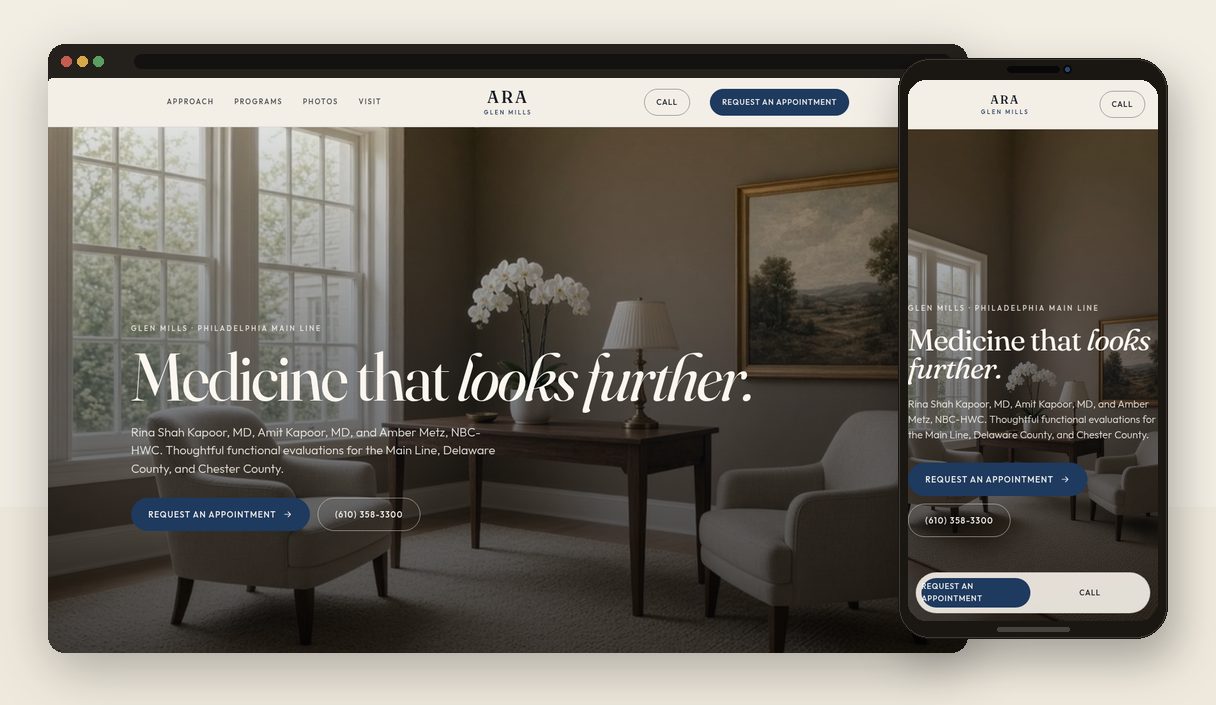 APPROACH PROGRAMS PHOTOS VISIT
ARA
GLEN MILLS
CALL
REQUEST AN APPOINTMENT
GLEN MILLS · PHILADELPHIA MAIN LINE
Medicine that looks further.
Rina Shah Kapoor, MD, Amit Kapoor, MD, and Amber Metz, NBC-
HWC. Thoughtful functional evaluations for the Main Line, Delaware
County, and Chester County.
REQUEST AN APPOINTMENT →
(610) 358-3300
ARA
GLEN MILLS
CALL
GLEN MILLS · PHILADELPHIA MAIN LINE
Medicine that looks
further.
Rina Shah Kapoor, MD, Amit Kapoor, MD, and Amber
Metz, NBC-HWC. Thoughtful functional evaluations for
the Main Line, Delaware County, and Chester County.
REQUEST AN APPOINTMENT →
(610) 358-3300
REQUEST AN
APPOINTMENT
CALL